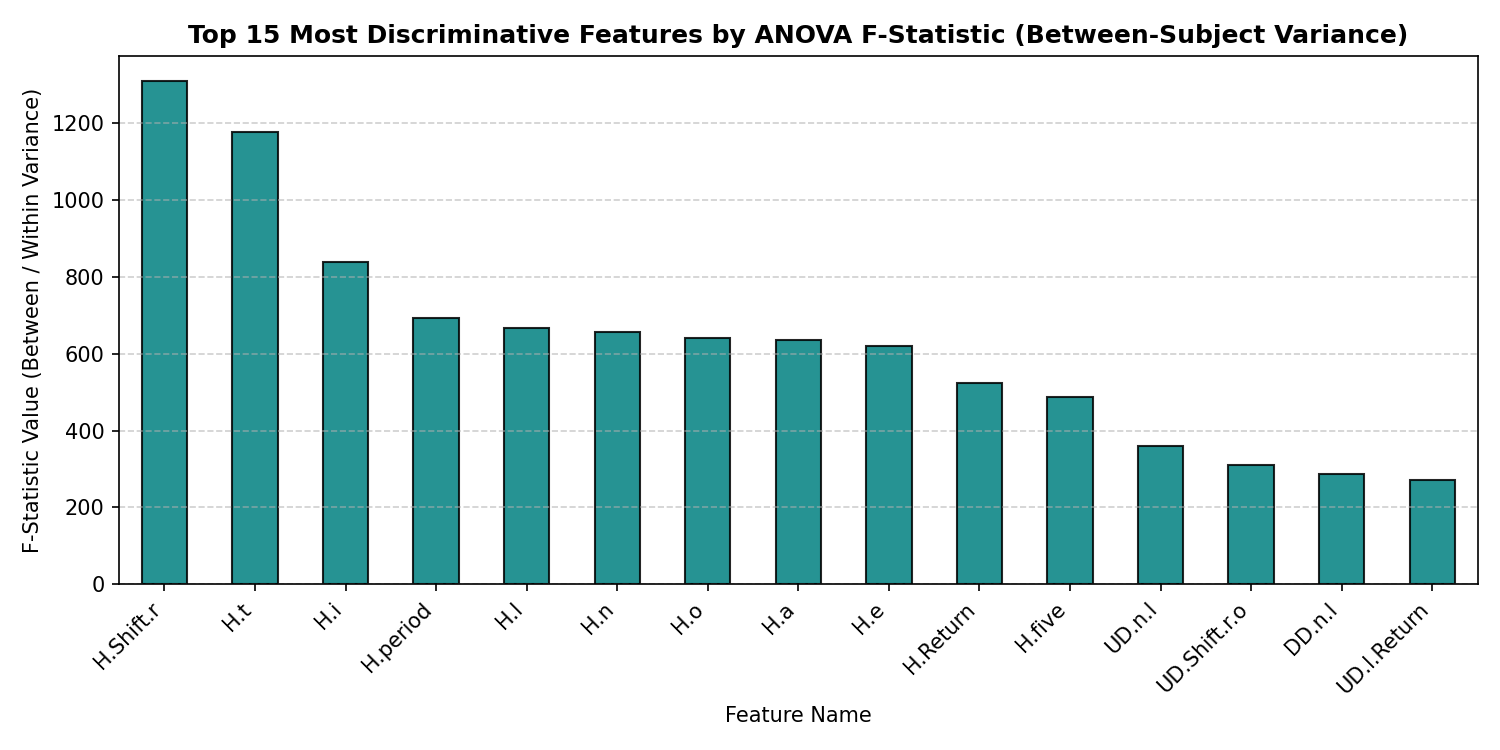 Top 15 Most Discriminative Features by ANOVA F-Statistic (Between-Subject Variance)
F-Statistic Value (Between / Within Variance)
1200
1000
800
600
400
200
0
H.Shift.r
H.t
H.i
H.period
H.l
H.n
H.o
H.a
H.e
H.Return
H.five
UD.n.l
UD.Shift.r.o
DD.n.l
UD.l.Return
Feature Name